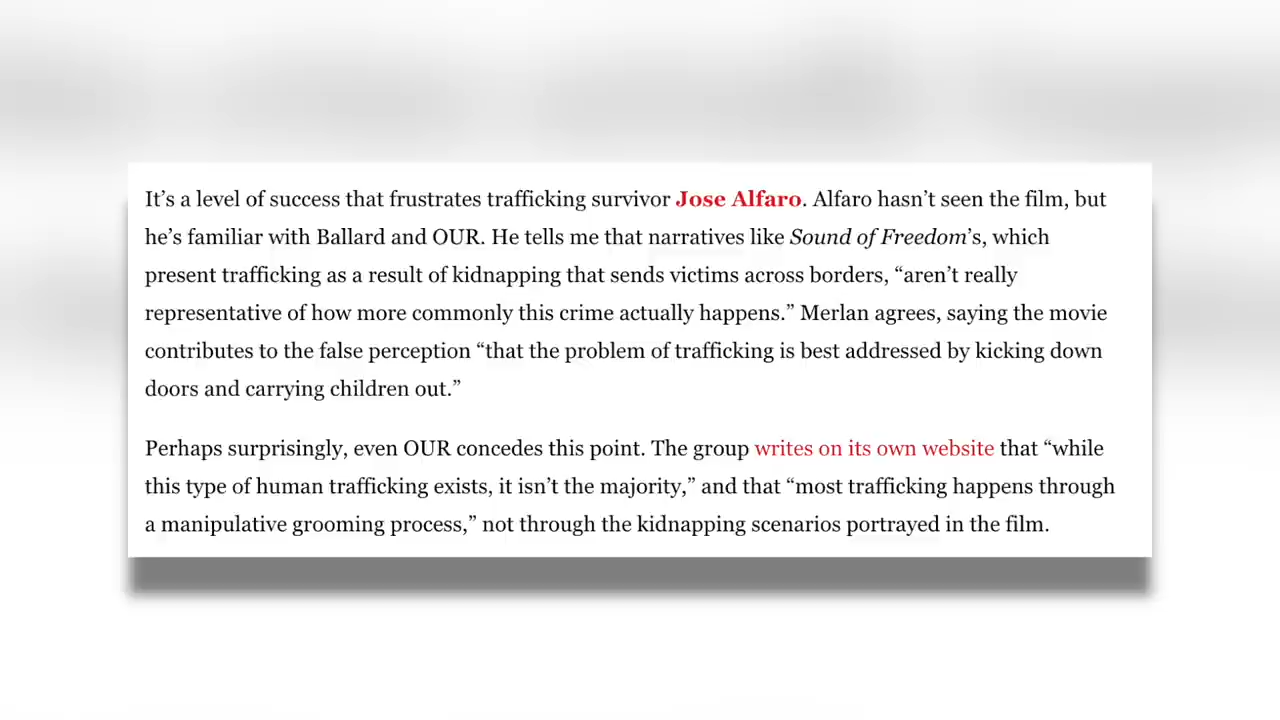 It’s a level of success that frustrates trafficking survivor Jose Alfaro. Alfaro hasn’t seen the film, but
he’s familiar with Ballard and OUR. He tells me that narratives like Sound of Freedom’s, which
present trafficking as a result of kidnapping that sends victims across borders, “aren’t really
representative of how more commonly this crime actually happens.” Merlan agrees, saying the movie
contributes to the false perception “that the problem of trafficking is best addressed by kicking down
doors and carrying children out.”
Perhaps surprisingly, even OUR concedes this point. The group writes on its own website that “while
this type of human trafficking exists, it isn’t the majority,” and that “most trafficking happens through
a manipulative grooming process,” not through the kidnapping scenarios portrayed in the film.